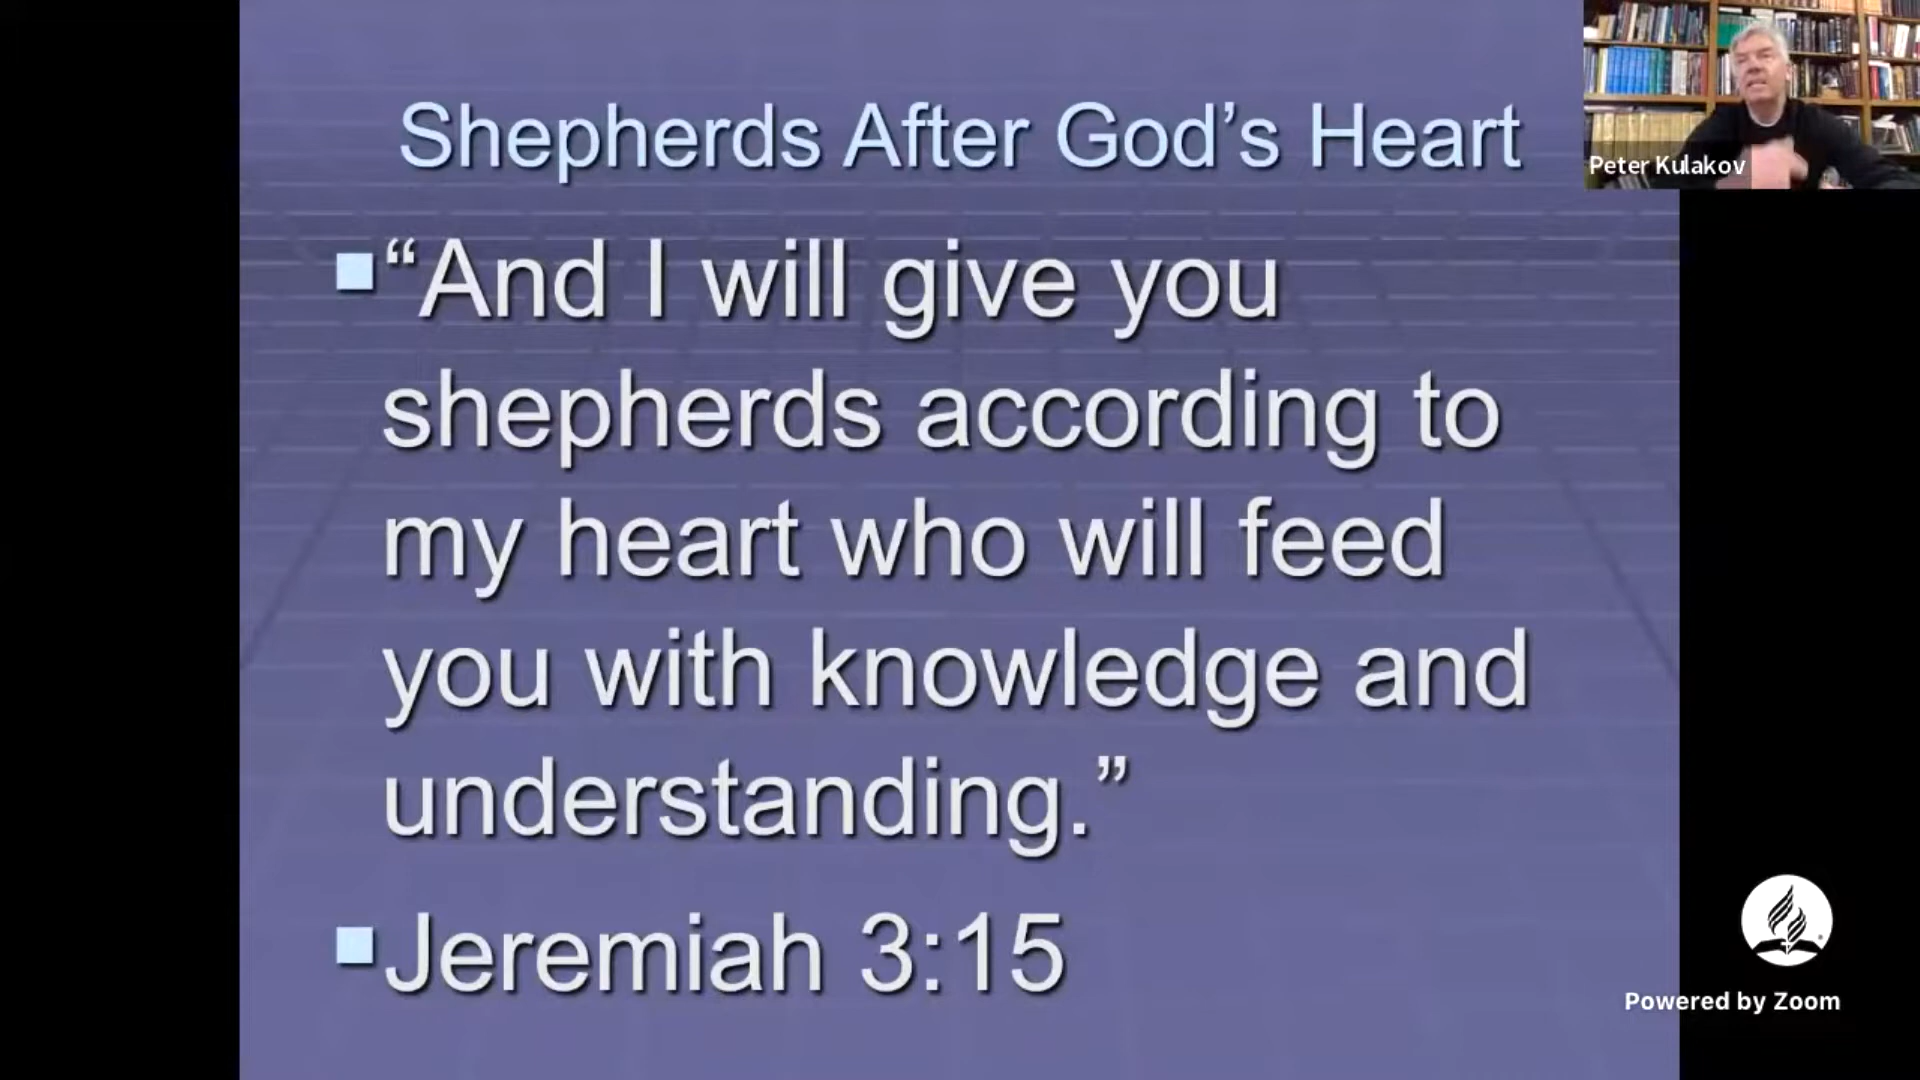 Shepherds After God’s Heart
“And I will give you
shepherds according to
my heart who will feed
you with knowledge and
understanding.”
Jeremiah 3:15
Peter Kulakov
Powered by Zoom